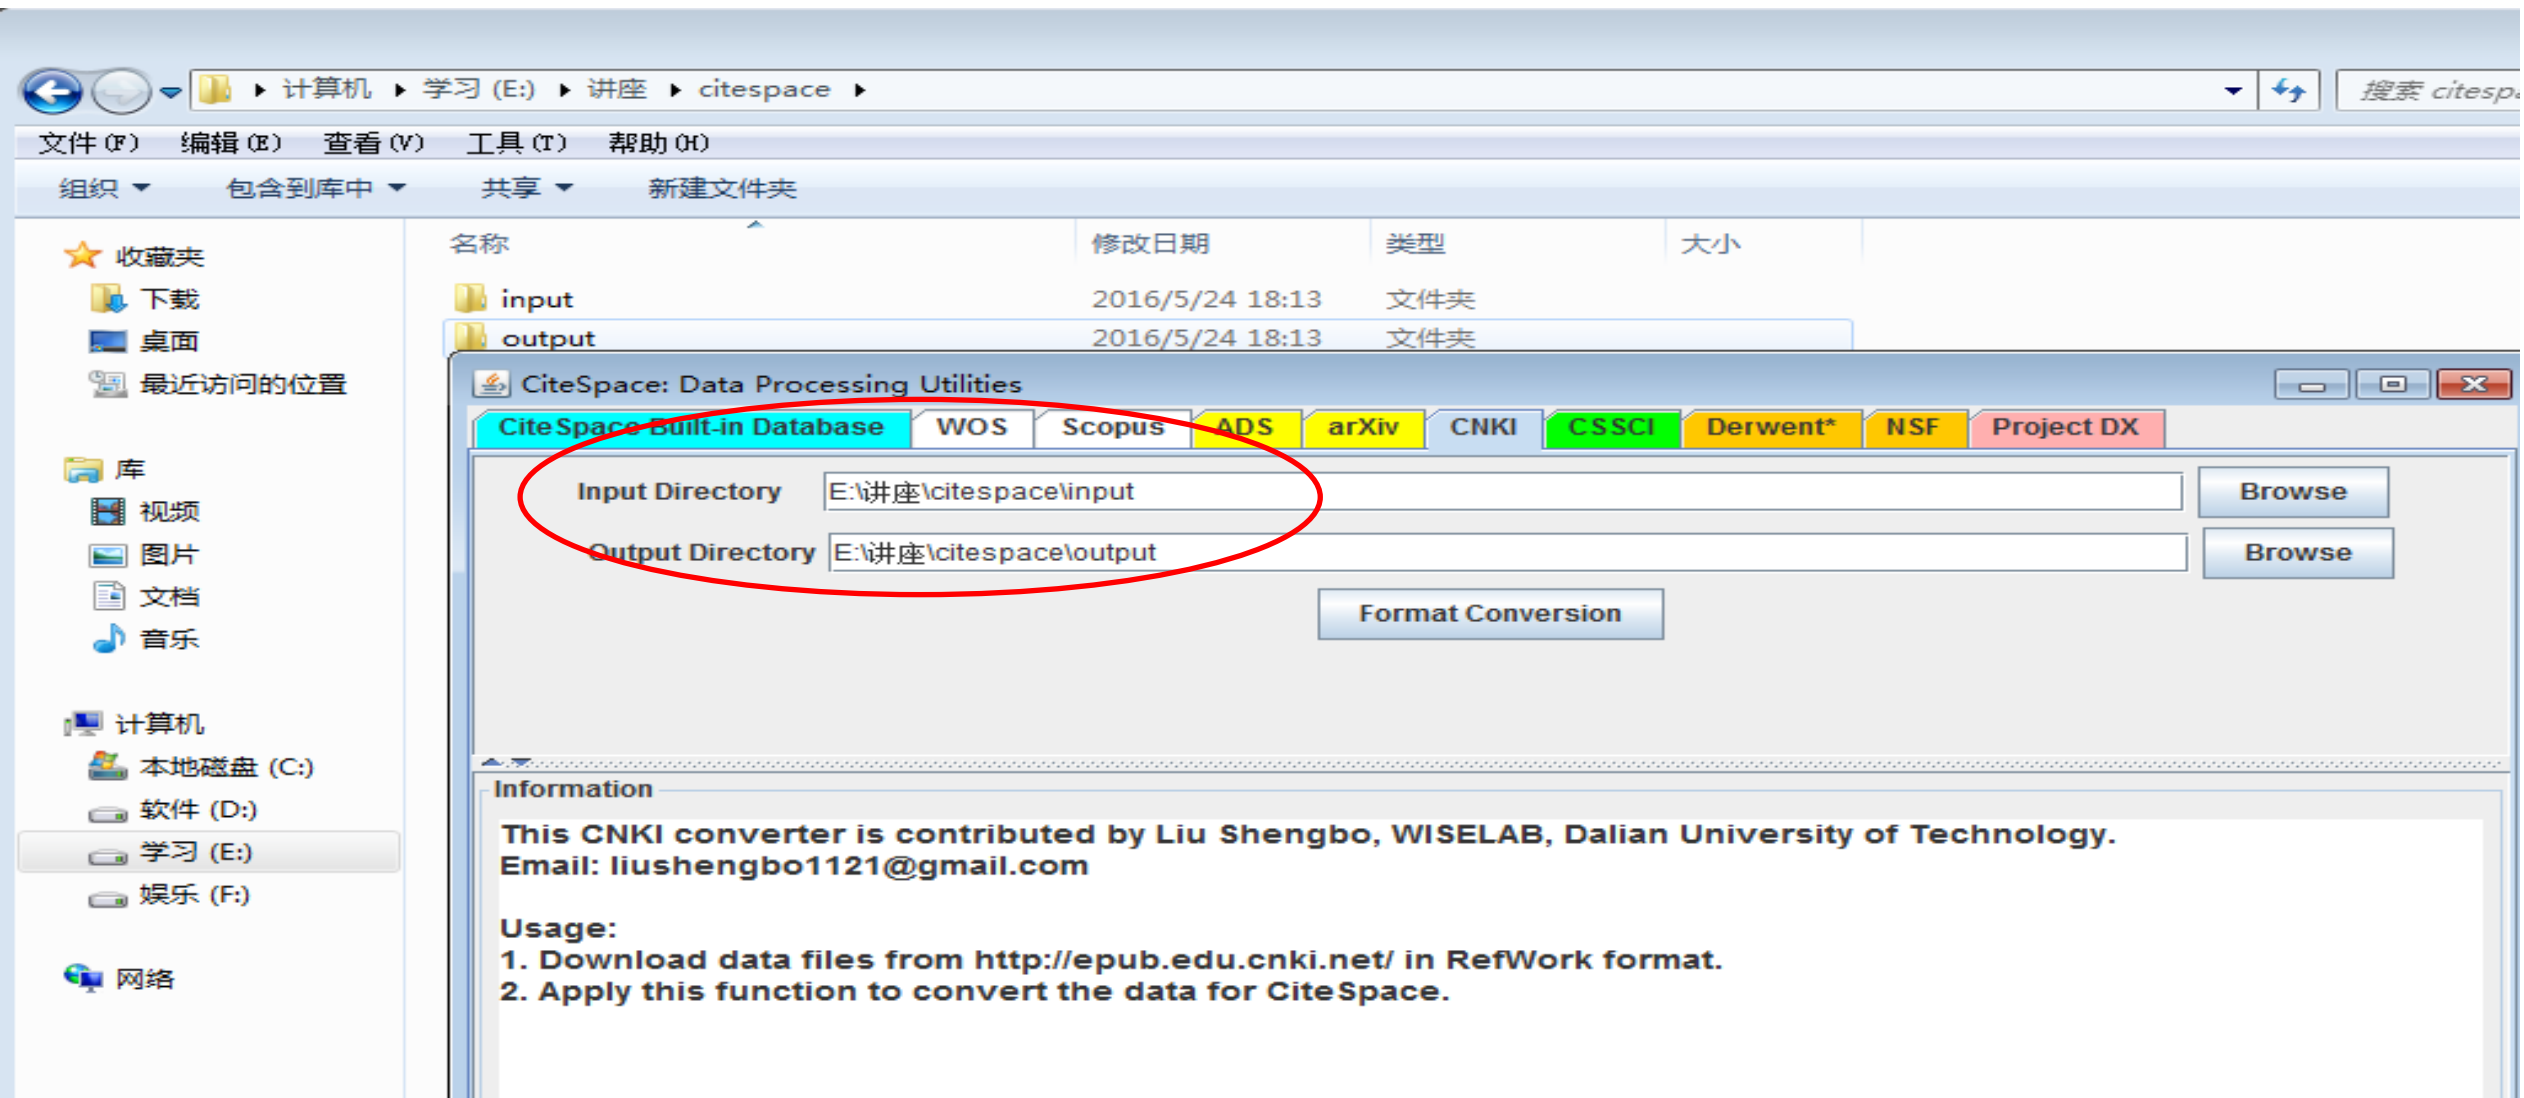 计算机 学习 (E:) 讲座 citespace
搜索 citespa
文件(F) 编辑(E) 查看(V) 工具(T) 帮助(H)
组织 包含到库中 共享 新建文件夹
名称 修改日期 类型 大小
收藏夹
下载
桌面
最近访问的位置
库
视频
图片
文档
音乐
计算机
本地磁盘 (C:)
软件 (D:)
学习 (E:)
娱乐 (F:)
网络
input 2016/5/24 18:13 文件夹
output 2016/5/24 18:13 文件夹
CiteSpace: Data Processing Utilities
CiteSpace Built-in Database WOS Scopus ADS arXiv CNKI CSSCI Derwent* NSF Project DX
Input Directory E:\讲座\citespace\input Browse
Output Directory E:\讲座\citespace\output Browse
Format Conversion
Information
This CNKI converter is contributed by Liu Shengbo, WISELAB, Dalian University of Technology.
Email: liushengbo1121@gmail.com
Usage:
1. Download data files from http://epub.edu.cnki.net/ in RefWork format.
2. Apply this function to convert the data for CiteSpace.